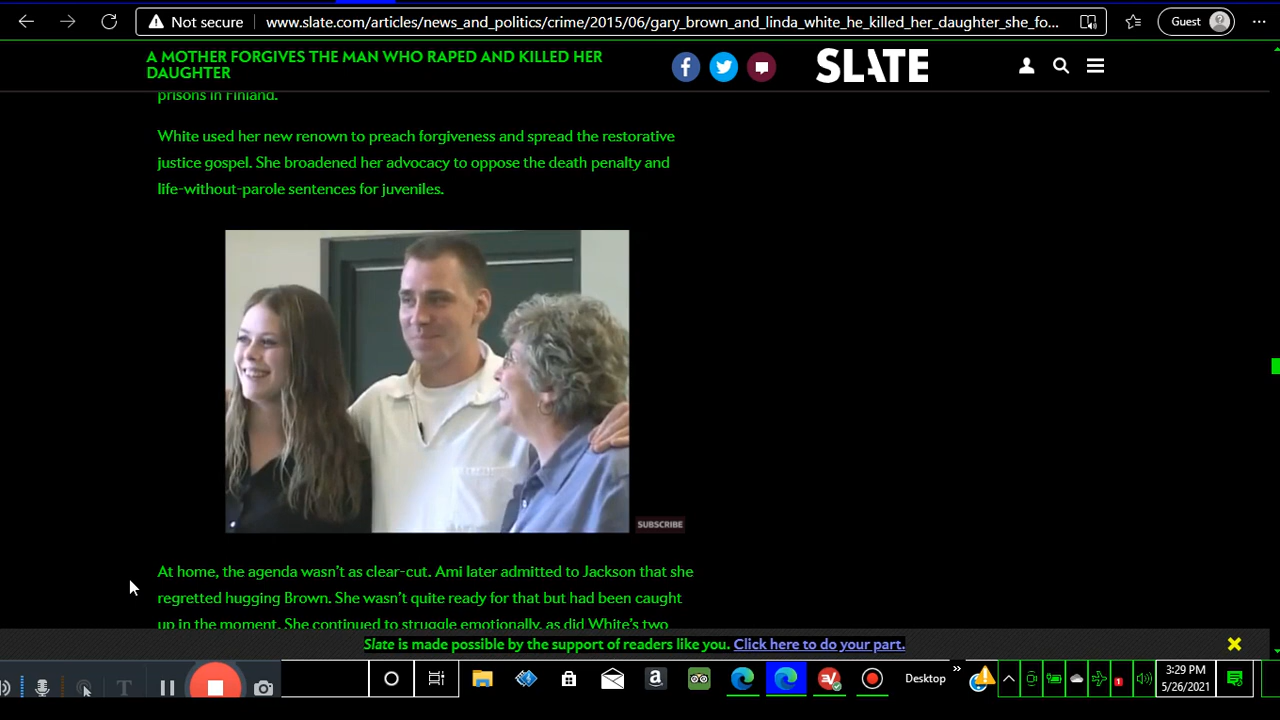 Not secure www.slate.com/articles/news_and_politics/crime/2015/06/gary_brown_and_linda_white_he_killed_her_daughter_she_fo... Guest
A MOTHER FORGIVES THE MAN WHO RAPED AND KILLED HER
DAUGHTER
SLATE
prisons in Finland.
White used her new renown to preach forgiveness and spread the restorative
justice gospel. She broadened her advocacy to oppose the death penalty and
life-without-parole sentences for juveniles.
SUBSCRIBE
At home, the agenda wasn't as clear-cut. Ami later admitted to Jackson that she
regretted hugging Brown. She wasn't quite ready for that but had been caught
up in the moment. She continued to struggle emotionally, as did White's two
Slate is made possible by the support of readers like you. Click here to do your part.
Desktop
3:29 PM
5/26/2021